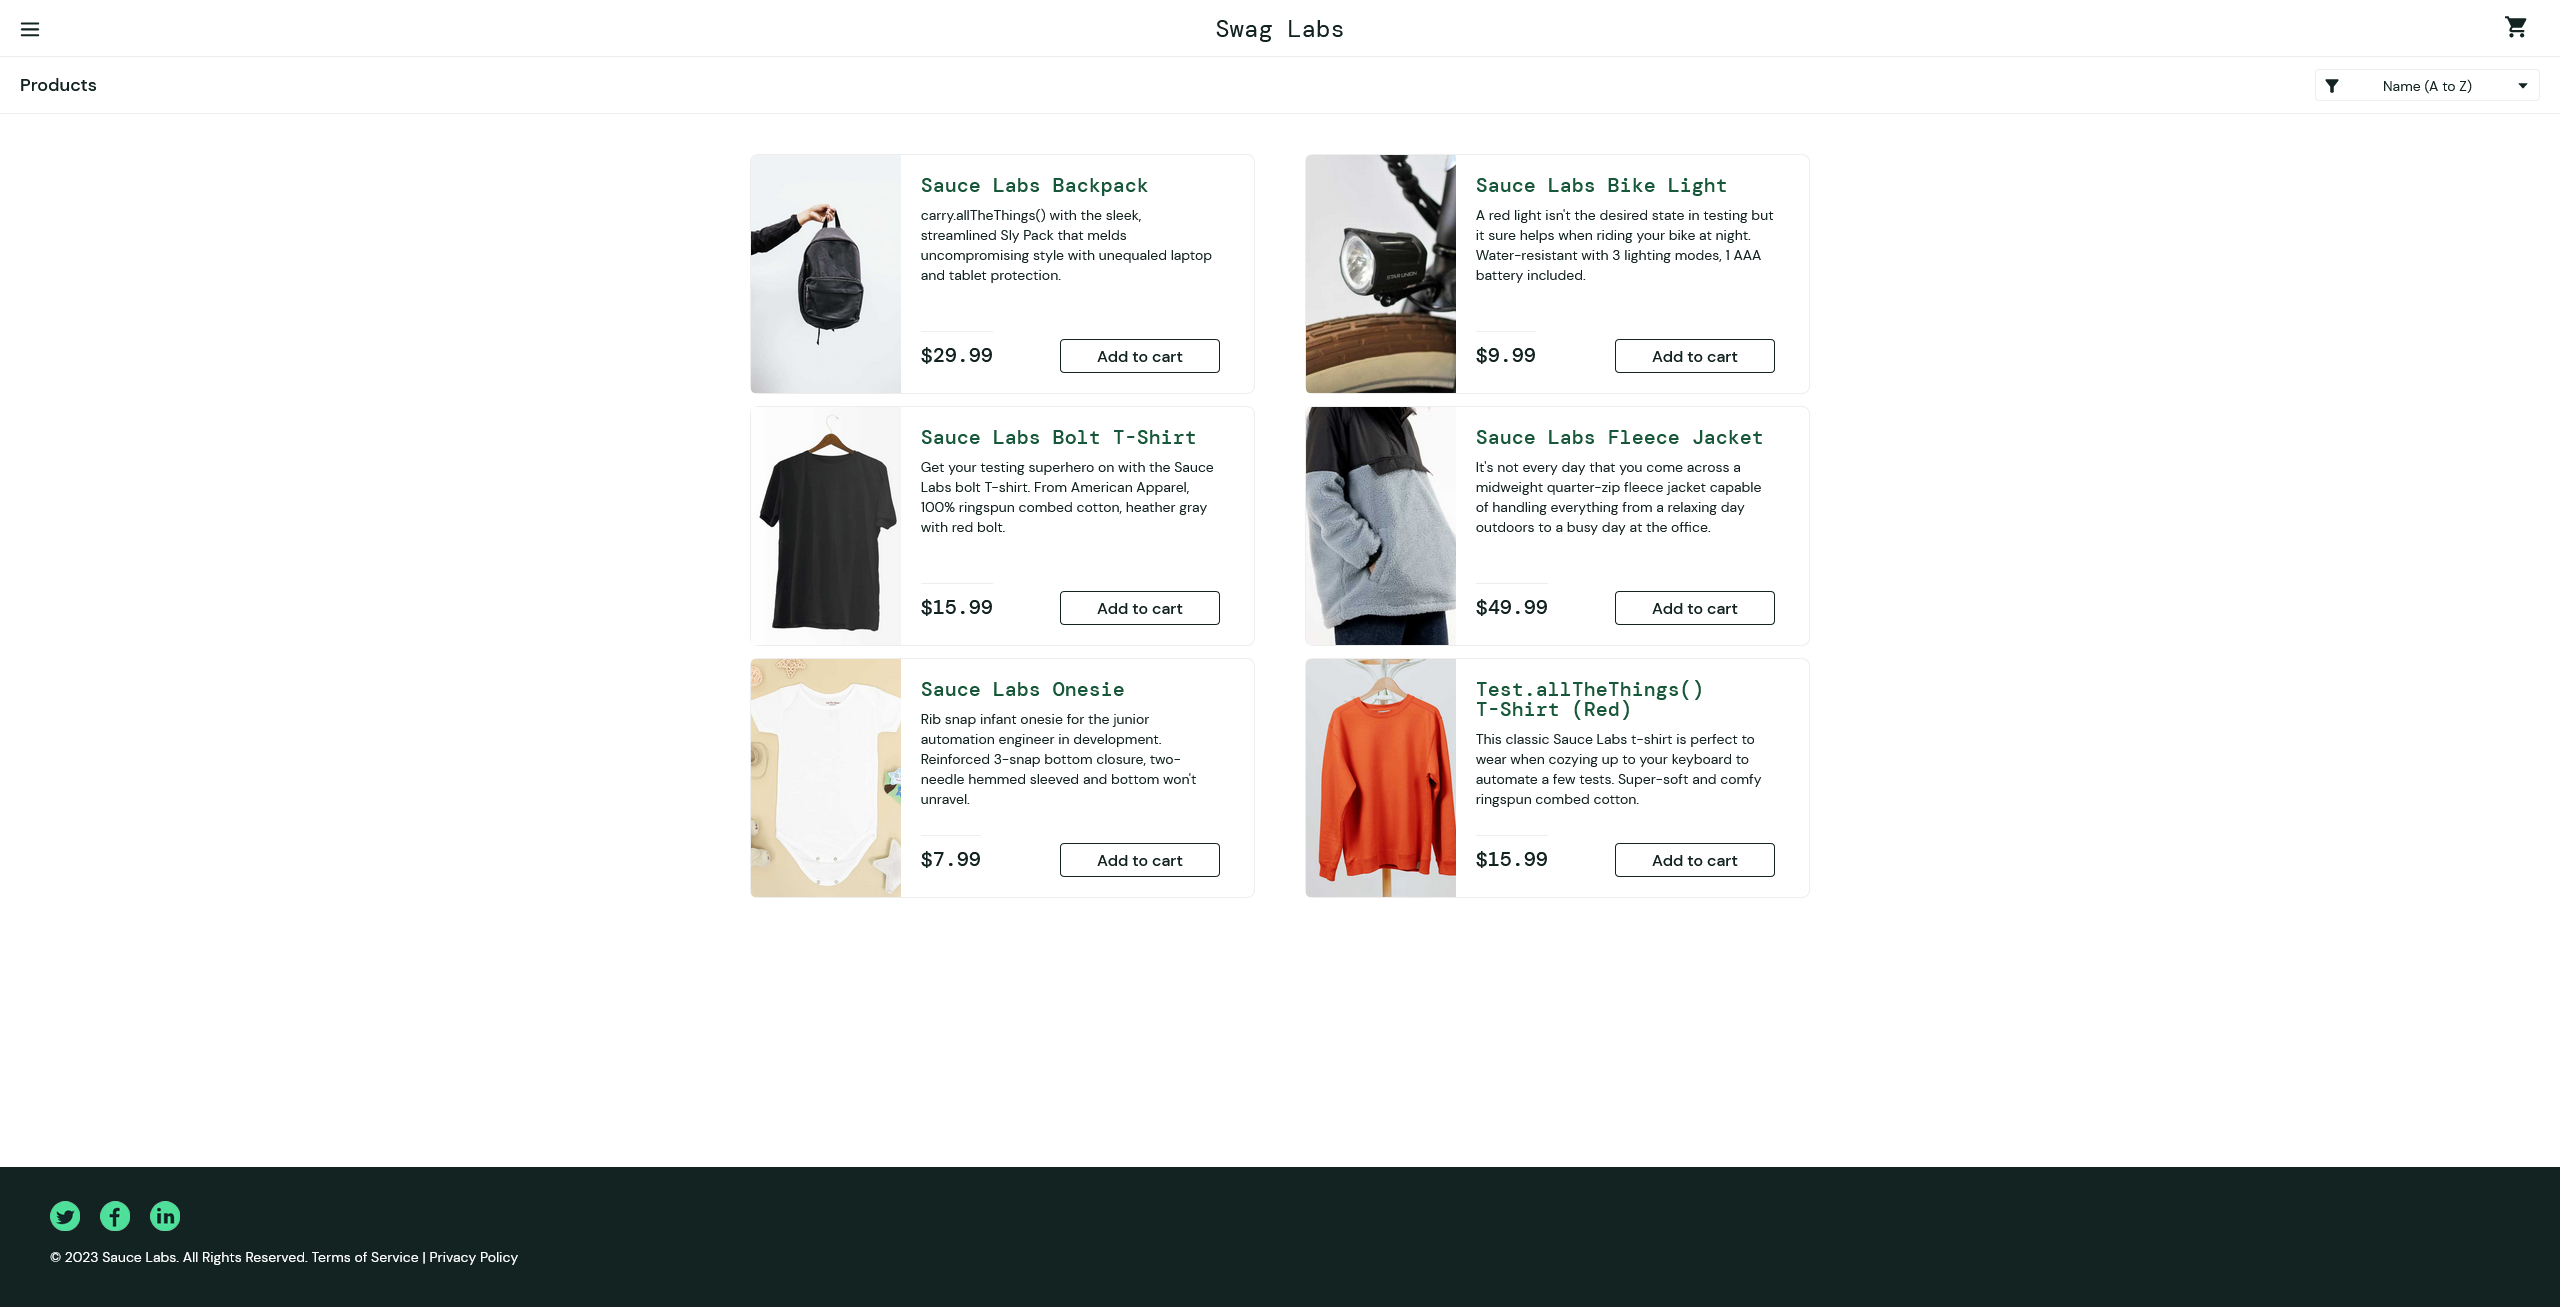 Swag Labs
Products
Name (A to Z)
Sauce Labs Backpack
carry.allTheThings() with the sleek,
streamlined Sly Pack that melds
uncompromising style with unequaled laptop
and tablet protection.
$29.99
Add to cart
Sauce Labs Bike Light
A red light isn't the desired state in testing but
it sure helps when riding your bike at night.
Water-resistant with 3 lighting modes, 1 AAA
battery included.
$9.99
Add to cart
STAR UNION
Sauce Labs Bolt T-Shirt
Get your testing superhero on with the Sauce
Labs bolt T-shirt. From American Apparel,
100% ringspun combed cotton, heather gray
with red bolt.
$15.99
Add to cart
Sauce Labs Fleece Jacket
It's not every day that you come across a
midweight quarter-zip fleece jacket capable
of handling everything from a relaxing day
outdoors to a busy day at the office.
$49.99
Add to cart
Sauce Labs Onesie
Rib snap infant onesie for the junior
automation engineer in development.
Reinforced 3-snap bottom closure, two-
needle hemmed sleeved and bottom won't
unravel.
$7.99
Add to cart
Test.allTheThings()
T-Shirt (Red)
This classic Sauce Labs t-shirt is perfect to
wear when cozying up to your keyboard to
automate a few tests. Super-soft and comfy
ringspun combed cotton.
$15.99
Add to cart
© 2023 Sauce Labs. All Rights Reserved. Terms of Service | Privacy Policy